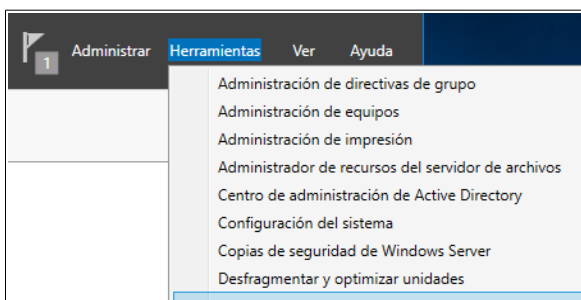 1 Administrar Herramientas Ver Ayuda
Administración de directivas de grupo
Administración de equipos
Administración de impresión
Administrador de recursos del servidor de archivos
Centro de administración de Active Directory
Configuración del sistema
Copias de seguridad de Windows Server
Desfragmentar y optimizar unidades